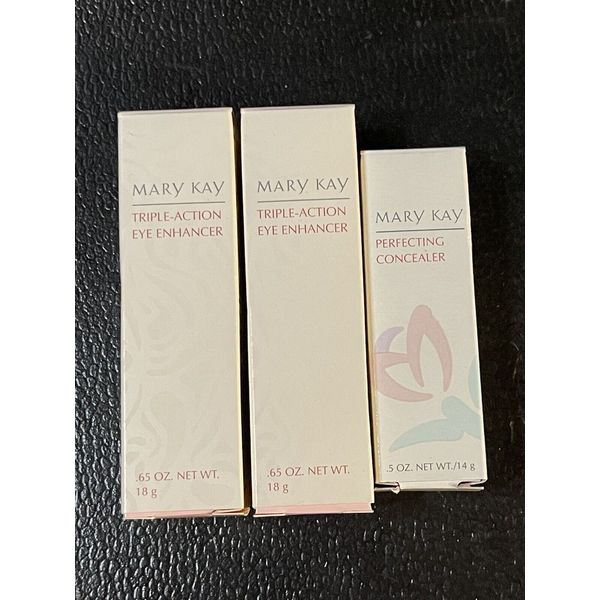 MARY KAY
TRIPLE-ACTION
EYE ENHANCER
.65 OZ. NET WT.
18 g
MARY KAY
TRIPLE-ACTION
EYE ENHANCER
.65 OZ. NET WT.
18 g
MARY KAY
PERFECTING
CONCEALER
.5 OZ. NET WT./14 g